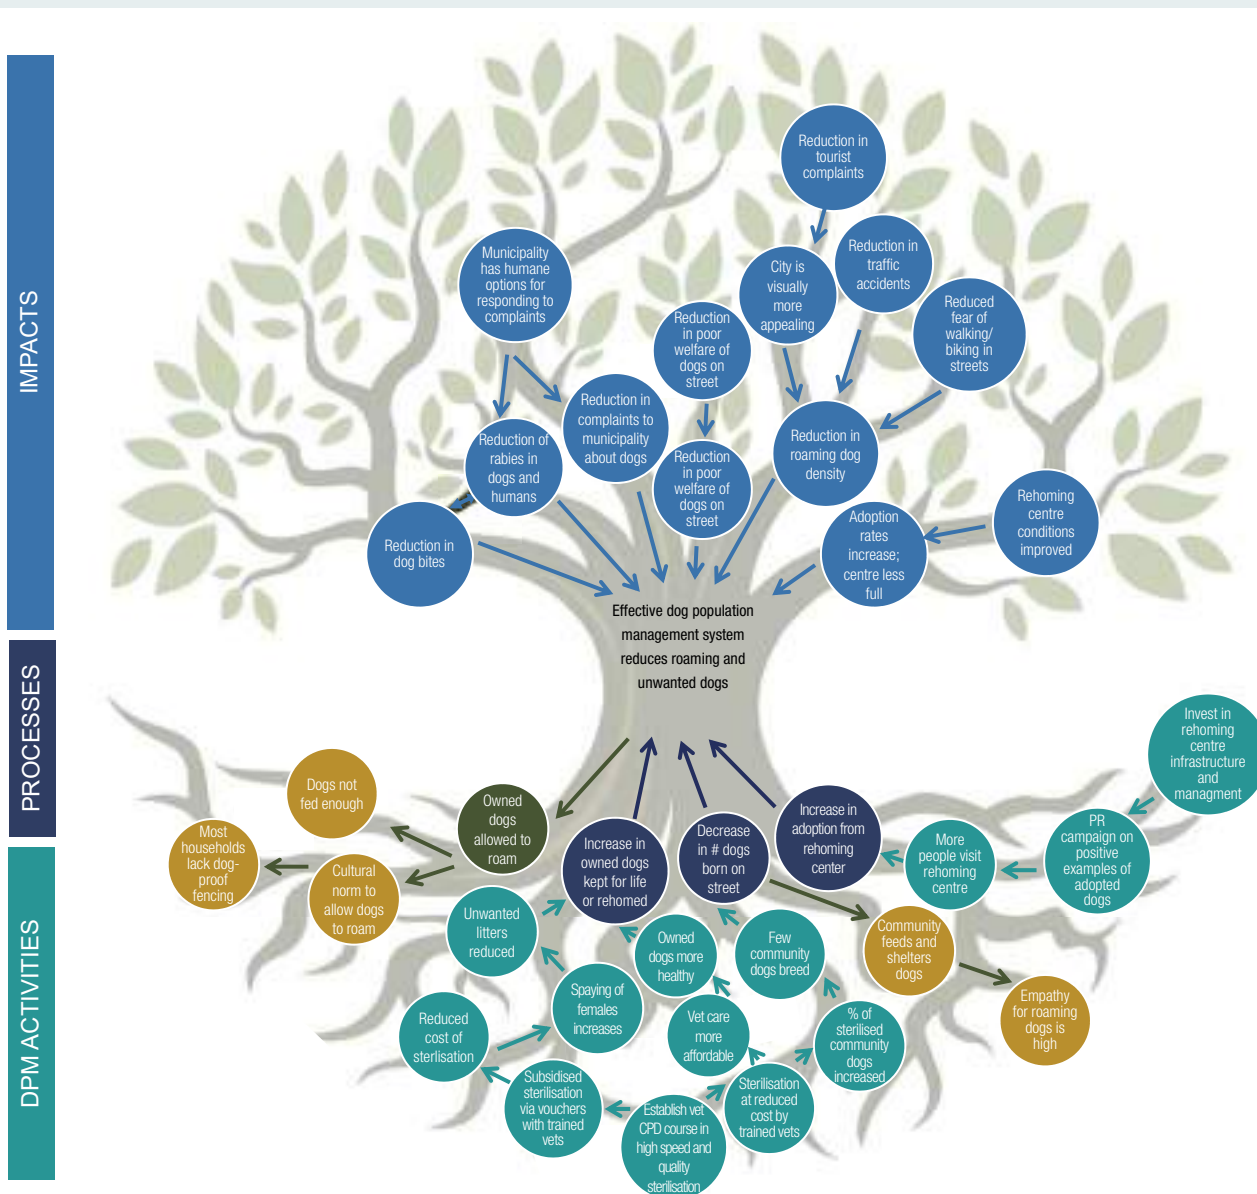 IMPACTS
Reduction in
tourist
complaints
Municipality
has humane
options for
responding to
complaints
Reduction in
traffic
accidents
City is
visually
more
appealing
Reduced
fear of
walking/
biking in
streets
Reduction
in poor
welfare of
dogs on
street
Reduction in
complaints to
municipality
about dogs
Reduction of
rabies in
dogs and
humans
Reduction in
roaming dog
density
Reduction
in poor
welfare of
dogs on
street
Rehoming
centre
conditions
improved
Adoption
rates
increase;
centre less
full
Reduction in
dog bites
Effective dog population
management system
reduces roaming and
unwanted dogs
PROCESSES
Invest in
rehoming
centre
infrastructure
and
managment
Dogs not
fed enough
Owned
dogs
allowed to
roam
Most
households
lack dog-
proof
fencing
Cultural
norm to
allow dogs
to roam
Increase in
owned dogs
kept for life
or rehomed
Decrease
in # dogs
born on
street
Increase in
adoption from
rehoming
center
More
people visit
rehoming
centre
PR
campaign on
positive
examples of
adopted
dogs
DPM ACTIVITIES
Unwanted
litters
reduced
Owned
dogs more
healthy
Few
community
dogs breed
Community
feeds and
shelters
dogs
Empathy
for roaming
dogs is
high
Spaying of
females
increases
Reduced
cost of
sterlisation
Vet care
more
affordable
% of
sterilised
community
dogs
increased
Subsidised
sterilisation
via vouchers
with trained
vets
Establish vet
CPD course in
high speed and
quality
sterilisation
Sterilisation
at reduced
cost by
trained vets